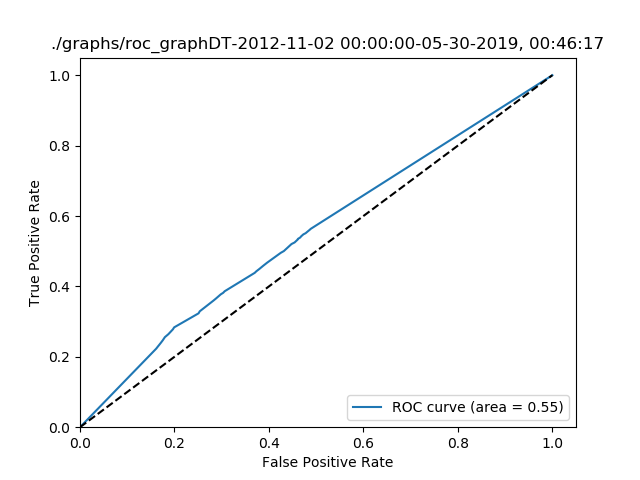 ./graphs/roc_graphDT-2012-11-02 00:00:00-05-30-2019, 00:46:17
1.0
0.8
0.6
0.4
0.2
0.0
True Positive Rate
0.0 0.2 0.4 0.6 0.8 1.0
False Positive Rate
ROC curve (area = 0.55)